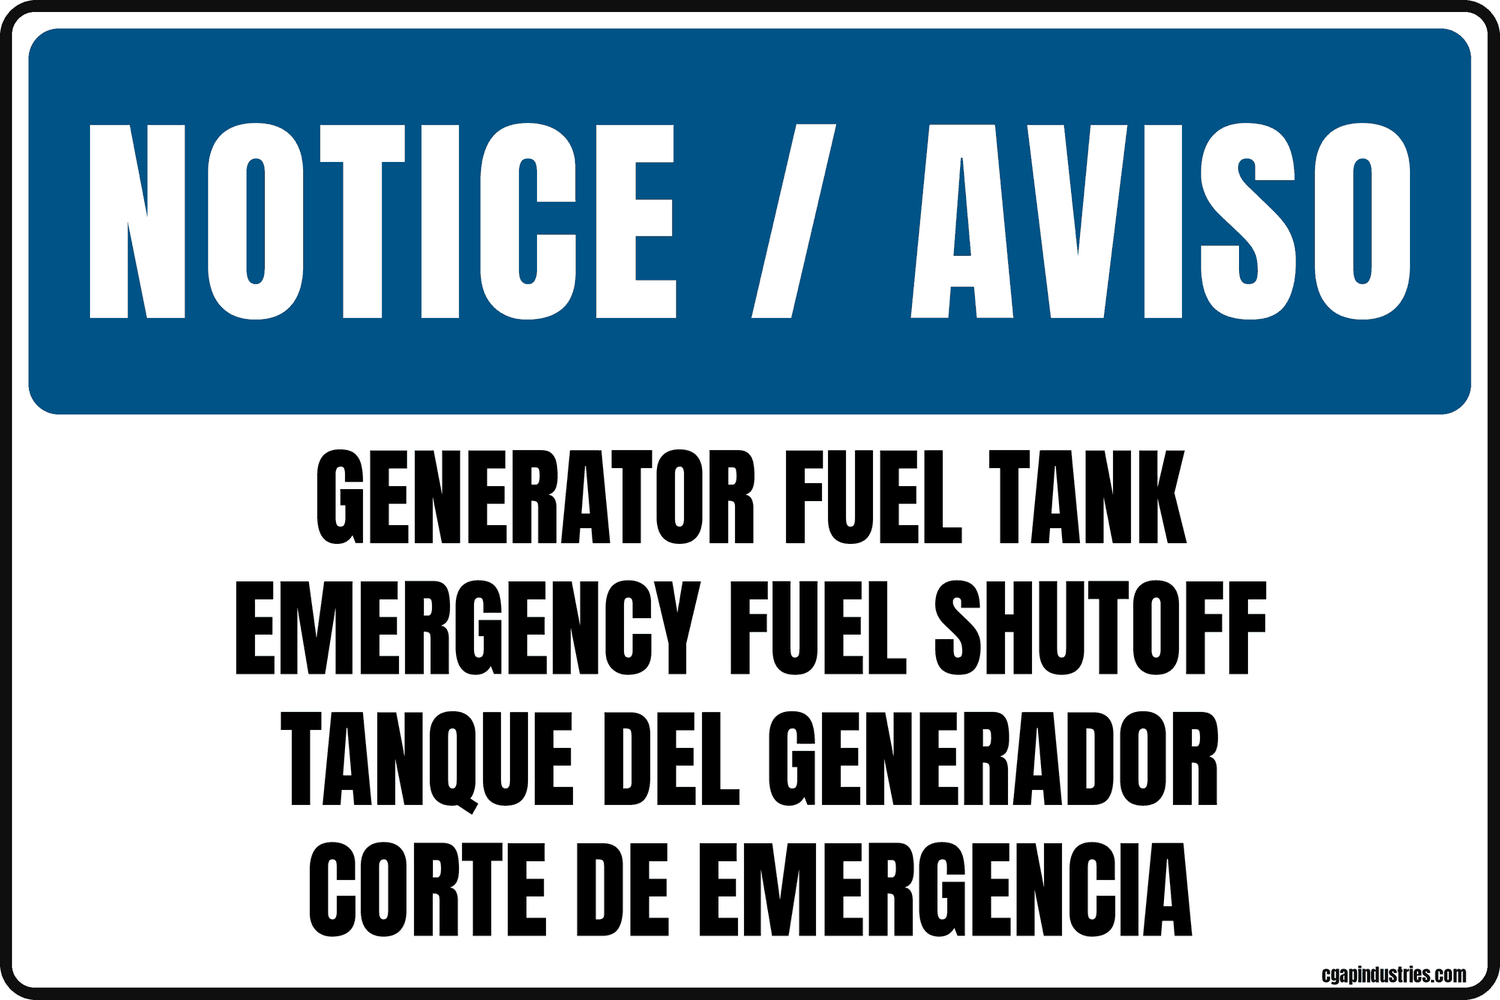 NOTICE / AVISO
GENERATOR FUEL TANK
EMERGENCY FUEL SHUTOFF
TANQUE DEL GENERADOR
CORTE DE EMERGENCIA
cgapindustries.com